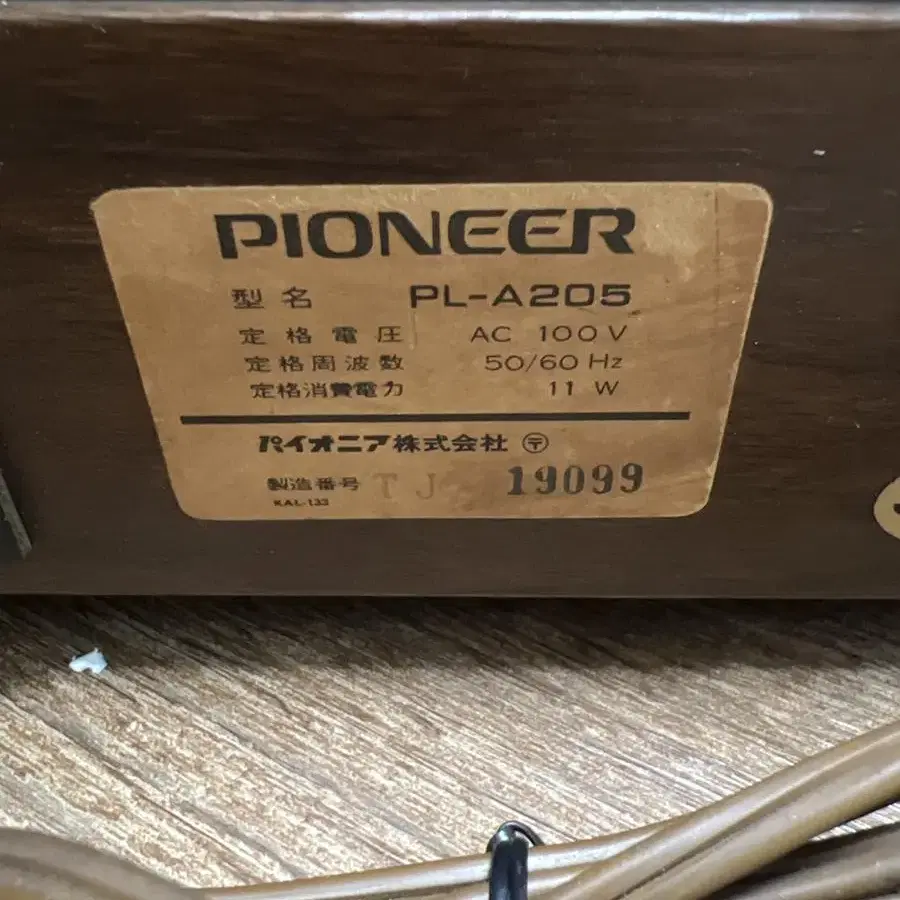 PIONEER
型名 PL-A205
定格電圧 AC 100V
定格周波数 50/60 Hz
定格消費電力 11 W
パイオニア株式会社 〶
製造番号 TJ 19099
KAL-133